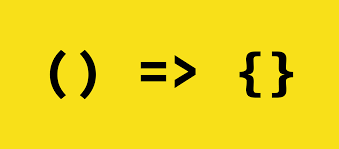 () => {}